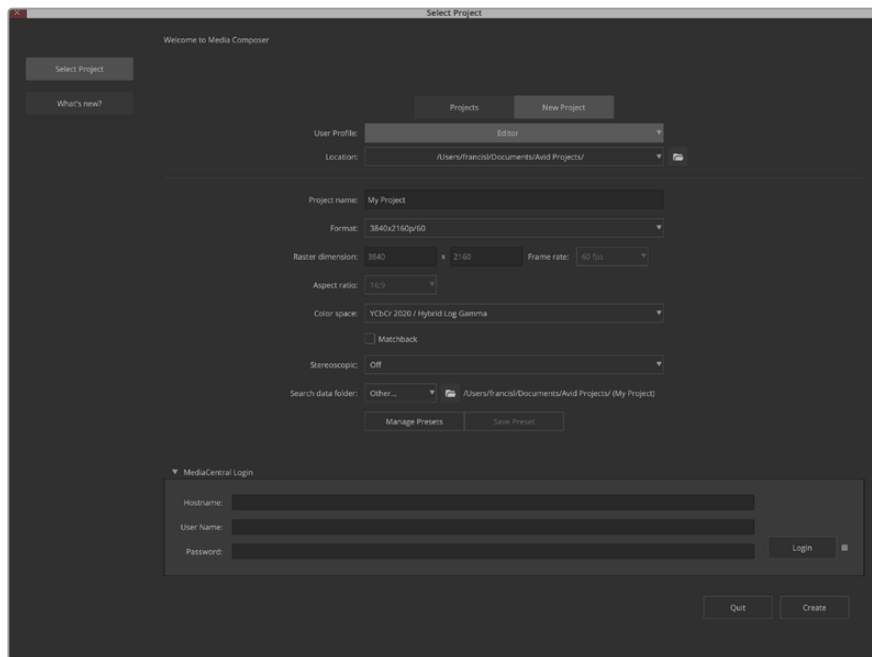 Select Project
Welcome to Media Composer
Select Project
What's new?
Projects New Project
User Profile: Editor
Location: /Users/francisl/Documents/Avid Projects/
Project name: My Project
Format: 3840x2160p/60
Raster dimension: 3840 x 2160 Frame rate: 60 fps
Aspect ratio: 16:9
Color space: YCbCr 2020 / Hybrid Log Gamma
Matchback
Stereoscopic: Off
Search data folder: Other... /Users/francisl/Documents/Avid Projects/ (My Project)
Manage Presets Save Preset
MediaCentral Login
Hostname:
User Name:
Password:
Login
Quit Create